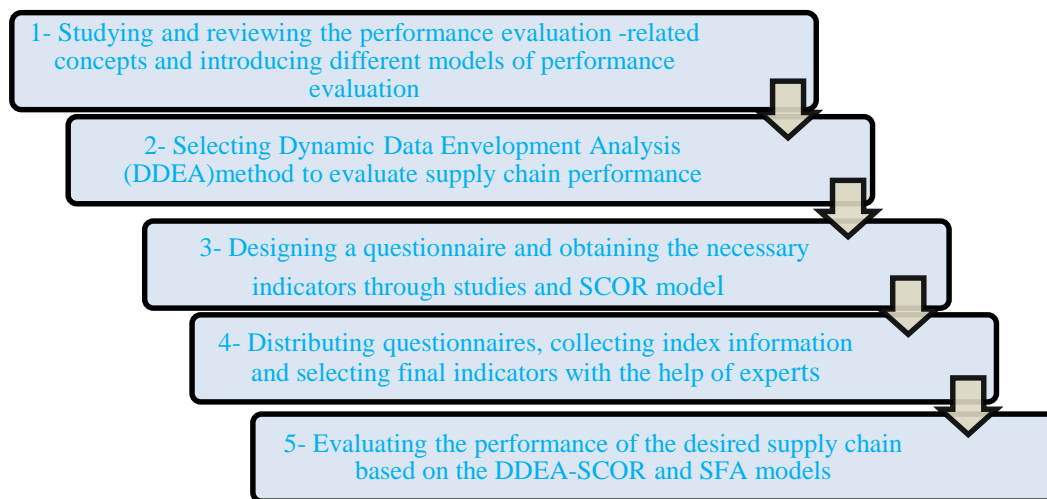 1- Studying and reviewing the performance evaluation -related
concepts and introducing different models of performance
evaluation
2- Selecting Dynamic Data Envelopment Analysis
(DDEA)method to evaluate supply chain performance
3- Designing a questionnaire and obtaining the necessary
indicators through studies and SCOR model
4- Distributing questionnaires, collecting index information
and selecting final indicators with the help of experts
5- Evaluating the performance of the desired supply chain
based on the DDEA-SCOR and SFA models